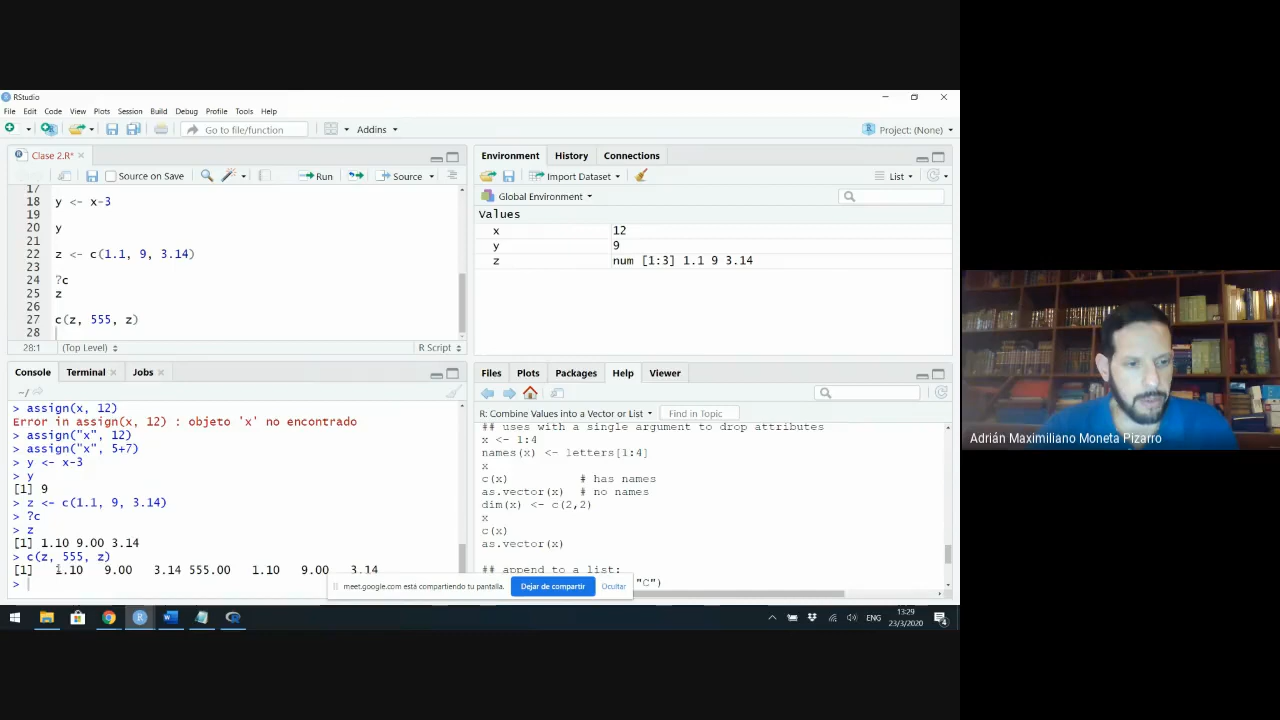 RStudio
File Edit Code View Plots Session Build Debug Profile Tools Help
Go to file/function Addins Project: (None)
Clase 2.R*
Source on Save Run Source
17
18 y <- x-3
19
20 y
21
22 z <- c(1.1, 9, 3.14)
23
24 ?c
25 z
26
27 c(z, 555, z)
28
28:1 (Top Level) R Script
Environment History Connections
Import Dataset List
Global Environment
Values
x 12
y 9
z num [1:3] 1.1 9 3.14
Console Terminal Jobs
~/
> assign(x, 12)
Error in assign(x, 12) : objeto 'x' no encontrado
> assign("x", 12)
> assign("x", 5+7)
> y <- x-3
> y
[1] 9
> z <- c(1.1, 9, 3.14)
> ?c
> z
[1] 1.10 9.00 3.14
> c(z, 555, z)
[1] 1.10 9.00 3.14 555.00 1.10 9.00 3.14
>
Files Plots Packages Help Viewer
R: Combine Values into a Vector or List Find in Topic
## uses with a single argument to drop attributes
x <- 1:4
names(x) <- letters[1:4]
x
c(x) # has names
as.vector(x) # no names
dim(x) <- c(2,2)
x
c(x)
as.vector(x)
## append to a list:
"C")
meet.google.com está compartiendo tu pantalla. Dejar de compartir Ocultar
ENG 13:29
23/3/2020
4
Adrián Maximiliano Moneta Pizarro